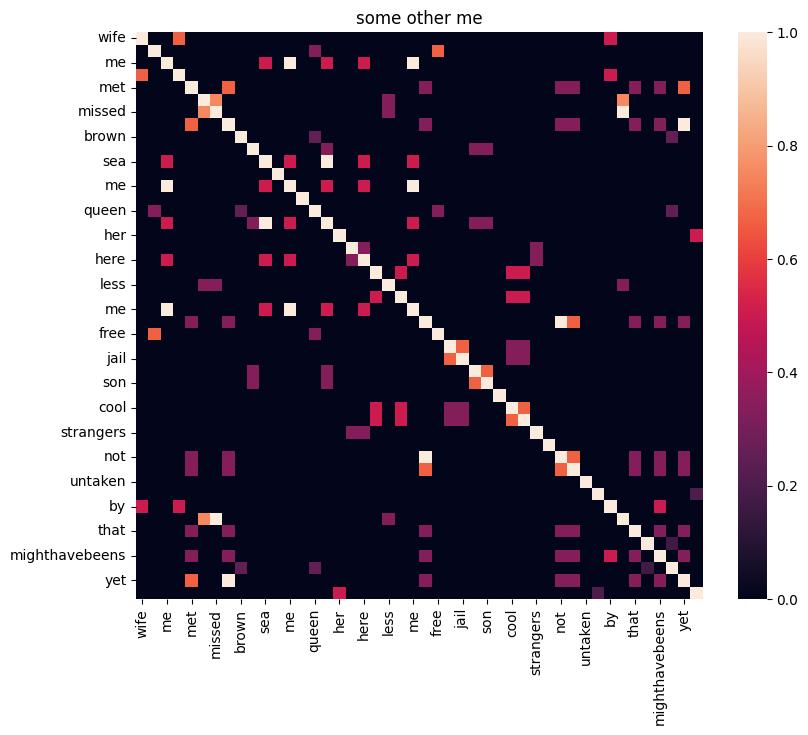 some other me
wife
me
met
missed
brown
sea
me
queen
her
here
less
me
free
jail
son
cool
strangers
not
untaken
by
that
mighthavebeens
yet
1.0
0.8
0.6
0.4
0.2
0.0
wife
me
met
missed
brown
sea
me
queen
her
here
less
me
free
jail
son
cool
strangers
not
untaken
by
that
mighthavebeens
yet